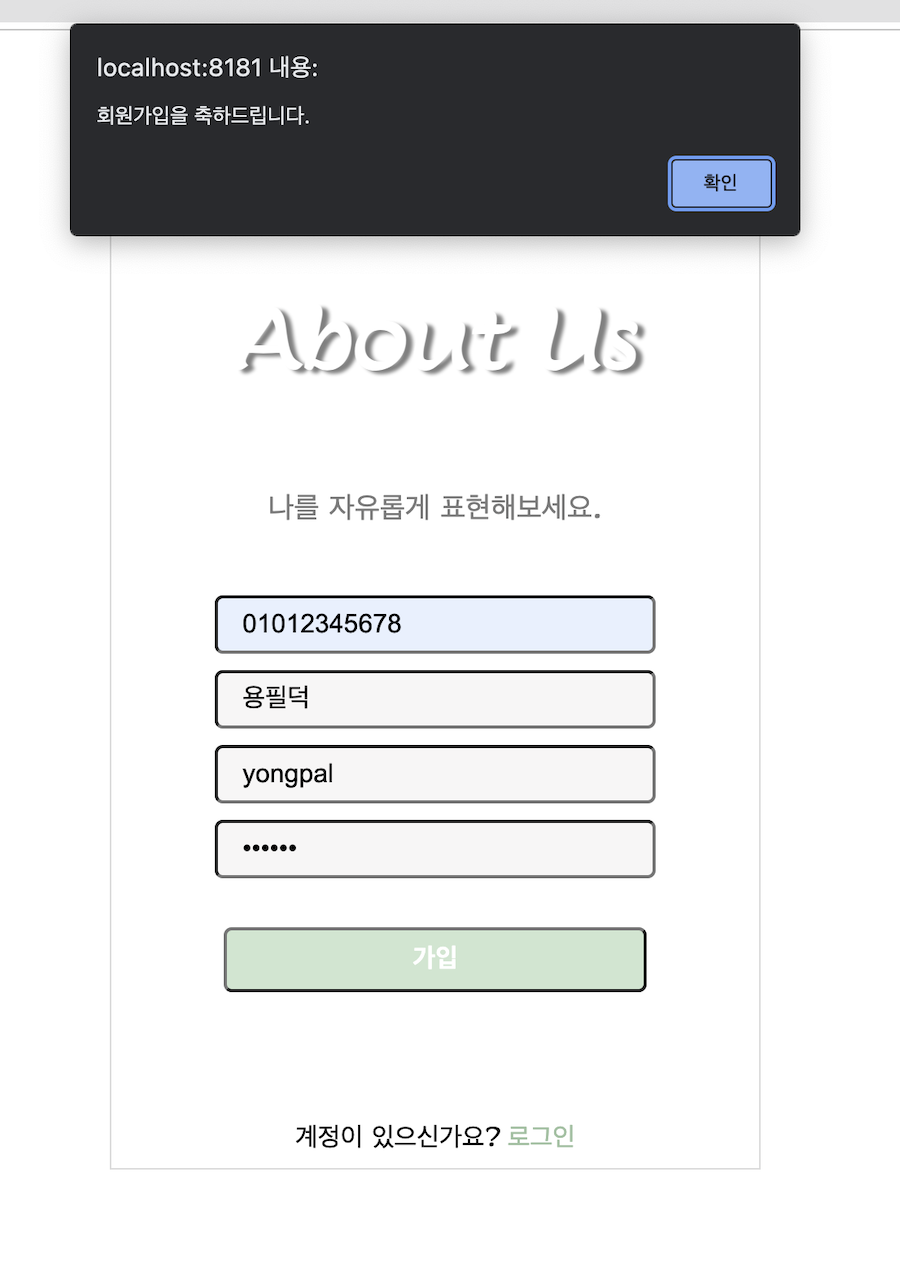 localhost:8181 내용:
회원가입을 축하드립니다.
확인
About Us
나를 자유롭게 표현해보세요.
01012345678
용필덕
yongpal
••••••
가입
계정이 있으신가요? 로그인